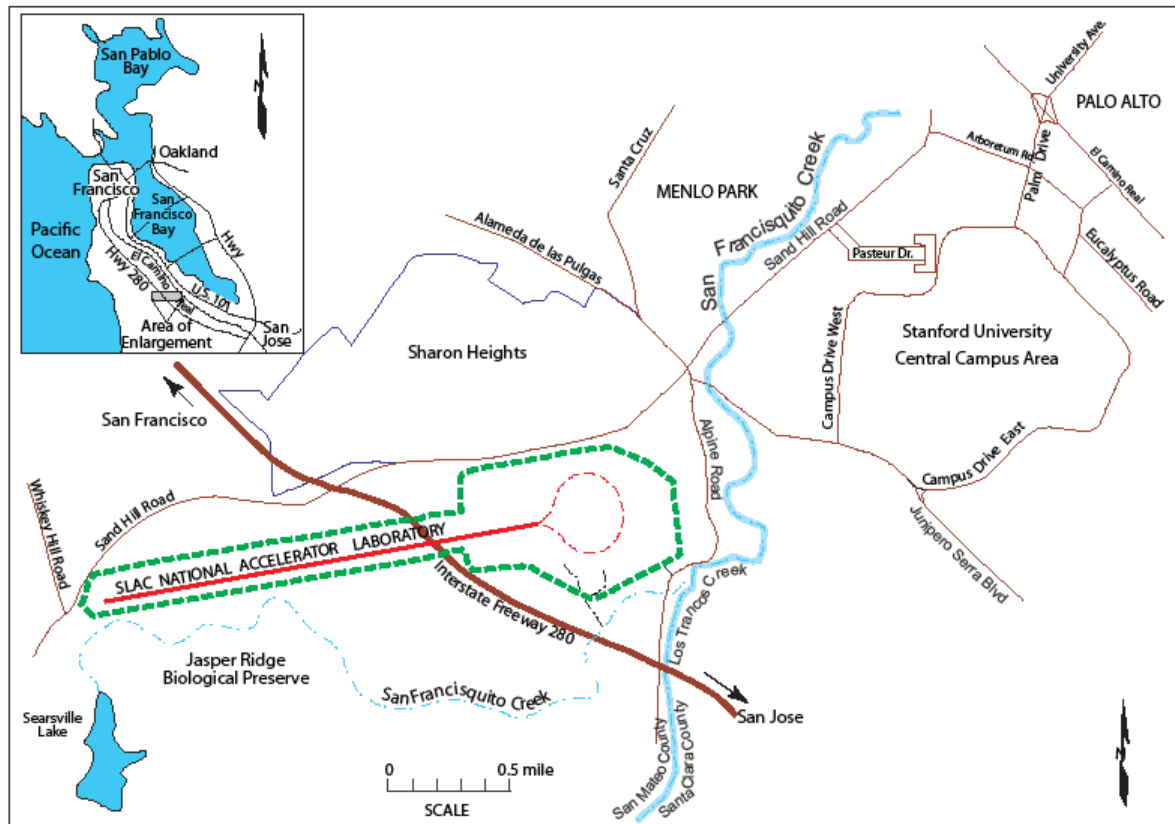 San Pablo
Bay
N
Oakland
San
Francisco
San
Francisco
Bay
Pacific
Ocean
Hwy
Hwy 280
El Camino
Real
U.S. 101
Area of
Enlargement
San
Jose
University Ave.
PALO ALTO
Santa Cruz
MENLO PARK
San Francisquito Creek
Arboretum Rd
Palm Drive
El Camino Real
Alameda de las Pulgas
Sand Hill Road
Pasteur Dr.
Eucalyptus Road
Sharon Heights
Campus Drive West
Stanford University
Central Campus Area
San Francisco
Alpine Road
Campus Drive East
Whiskey Hill Road
Sand Hill Road
SLAC NATIONAL ACCELERATOR LABORATORY
Junipero Serra Blvd
Interstate Freeway 280
Los Trancos Creek
Jasper Ridge
Biological Preserve
San Francisquito Creek
Searsville
Lake
San Jose
N
0 0.5 mile
SCALE
San Mateo County
Santa Clara County